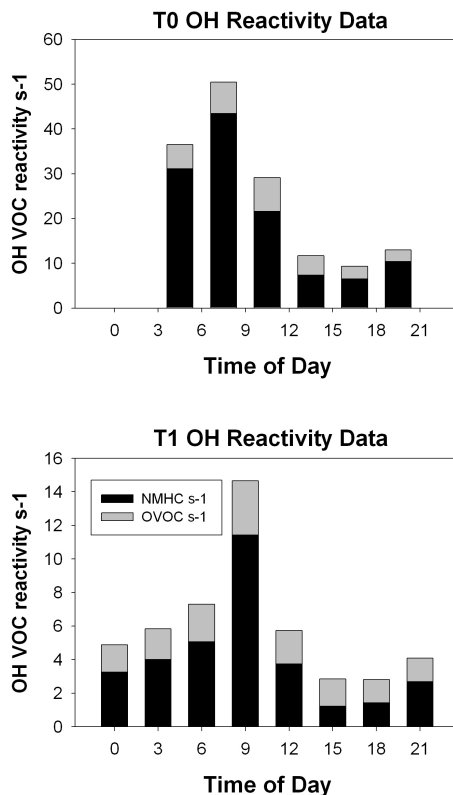 T0 OH Reactivity Data
60
50
40
30
20
10
0
OH VOC reactivity s-1
0 3 6 9 12 15 18 21
Time of Day
T1 OH Reactivity Data
16
14
12
10
8
6
4
2
0
OH VOC reactivity s-1
NMHC s-1
OVOC s-1
0 3 6 9 12 15 18 21
Time of Day